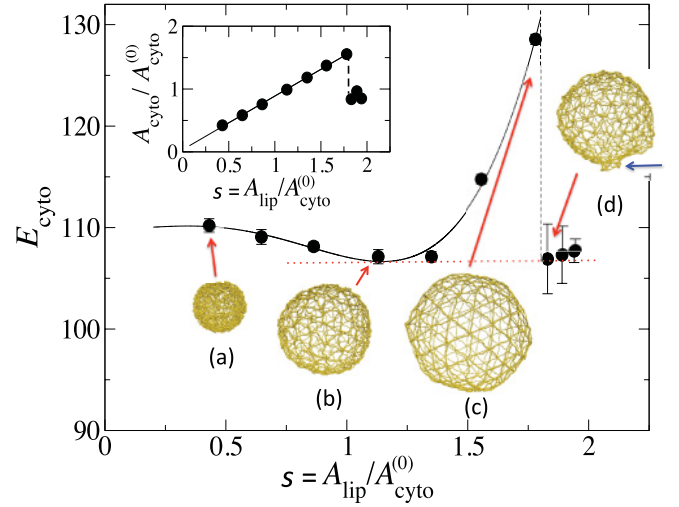 130
120
110
100
90
E_cyto
0
0.5
1
1.5
2
s = A_lip/A_cyto^(0)
2
1
0
A_cyto / A_cyto^(0)
0
0.5
1
1.5
2
s = A_lip/A_cyto^(0)
(a)
(b)
(c)
(d)